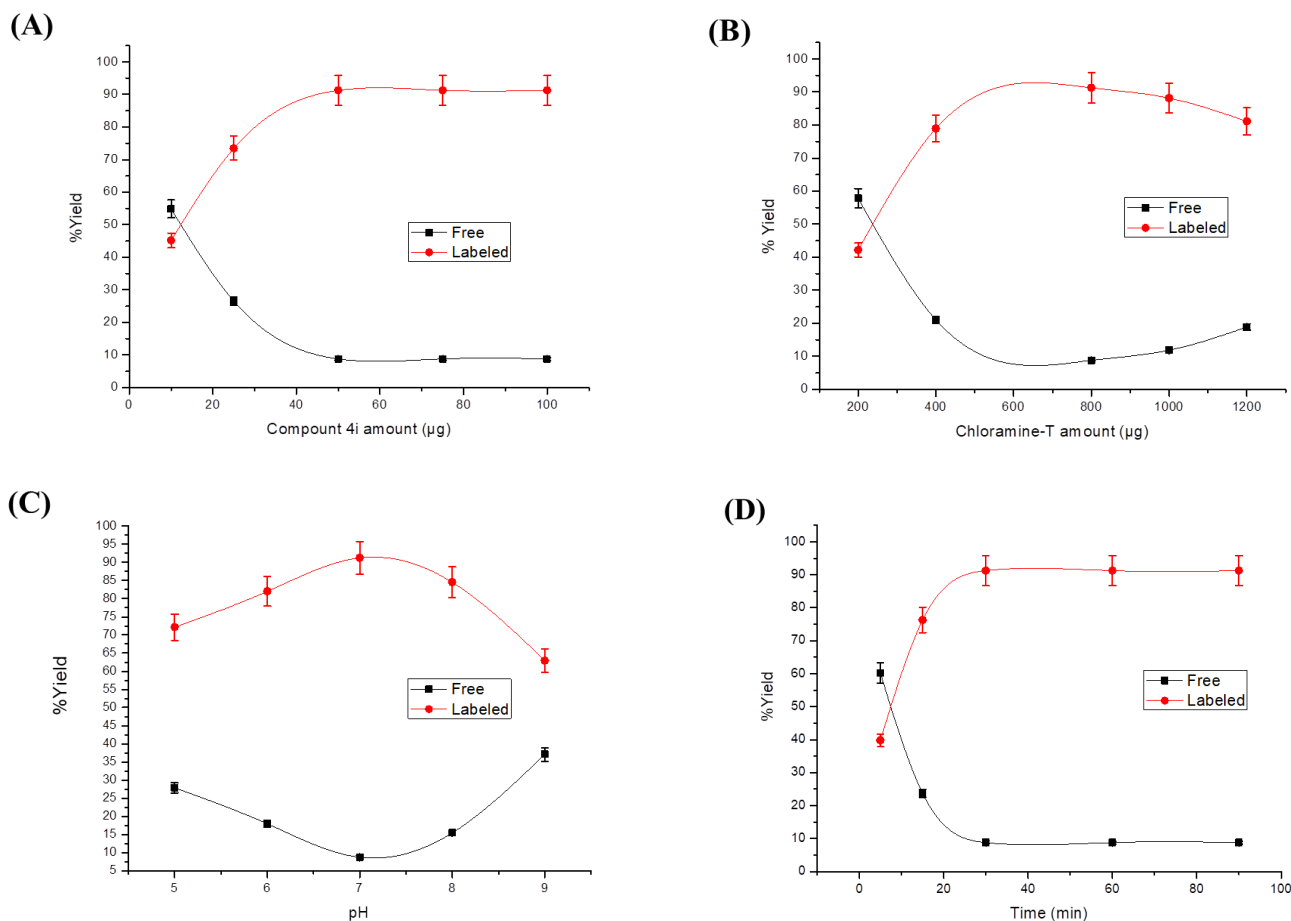 (A)
100
90
80
70
60
50
40
30
20
10
0
%Yield
Free
Labeled
0 20 40 60 80 100
Compound 4i amount (µg)
(B)
100
90
80
70
60
50
40
30
20
10
0
% Yield
Free
Labeled
200 400 600 800 1000 1200
Chloramine-T amount (µg)
(C)
100
95
90
85
80
75
70
65
60
55
50
45
40
35
30
25
20
15
10
5
%Yield
Free
Labeled
5 6 7 8 9
pH
(D)
100
90
80
70
60
50
40
30
20
10
0
%Yield
Free
Labeled
0 20 40 60 80 100
Time (min)